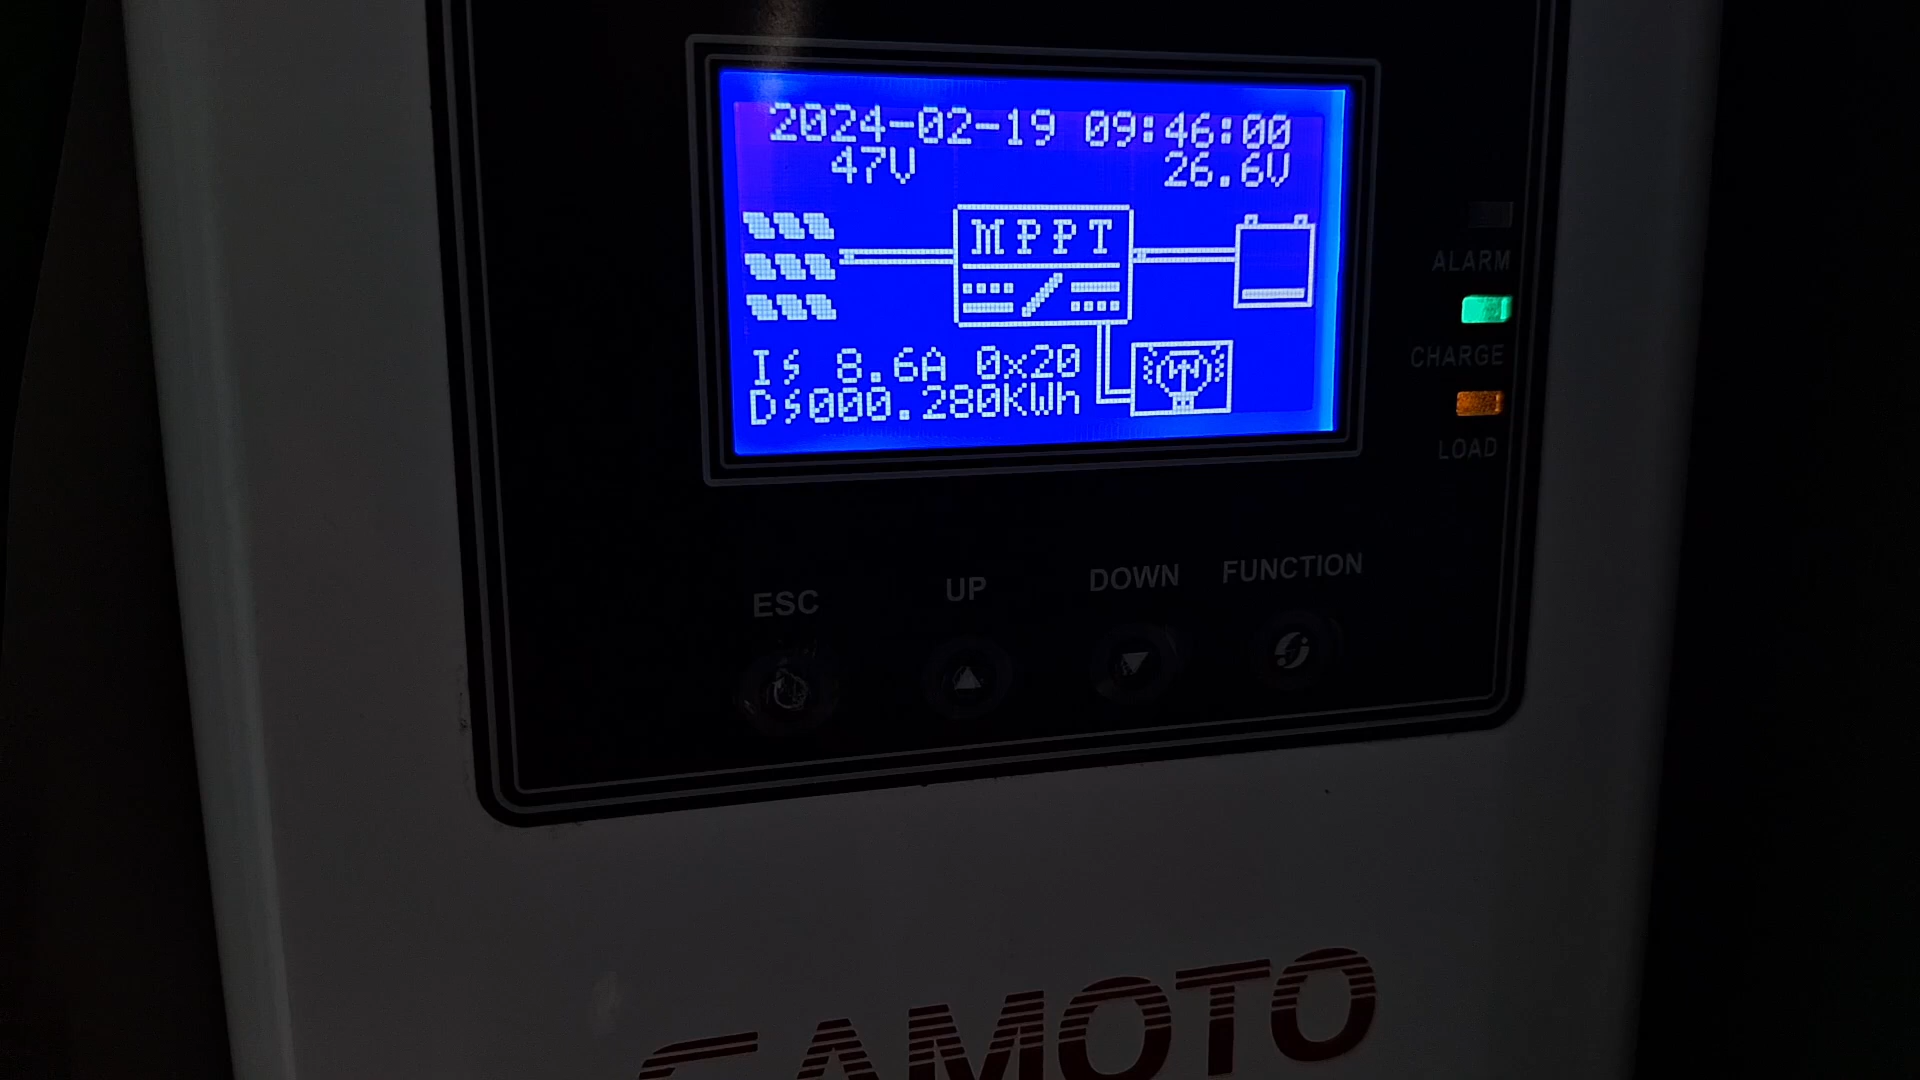 2024-02-19 09:46:00
47V 26.6V
MPPT
I⚡ 8.6A 0x20
D⚡000.280KWh
ALARM
CHARGE
LOAD
ESC UP DOWN FUNCTION
SAMOTO